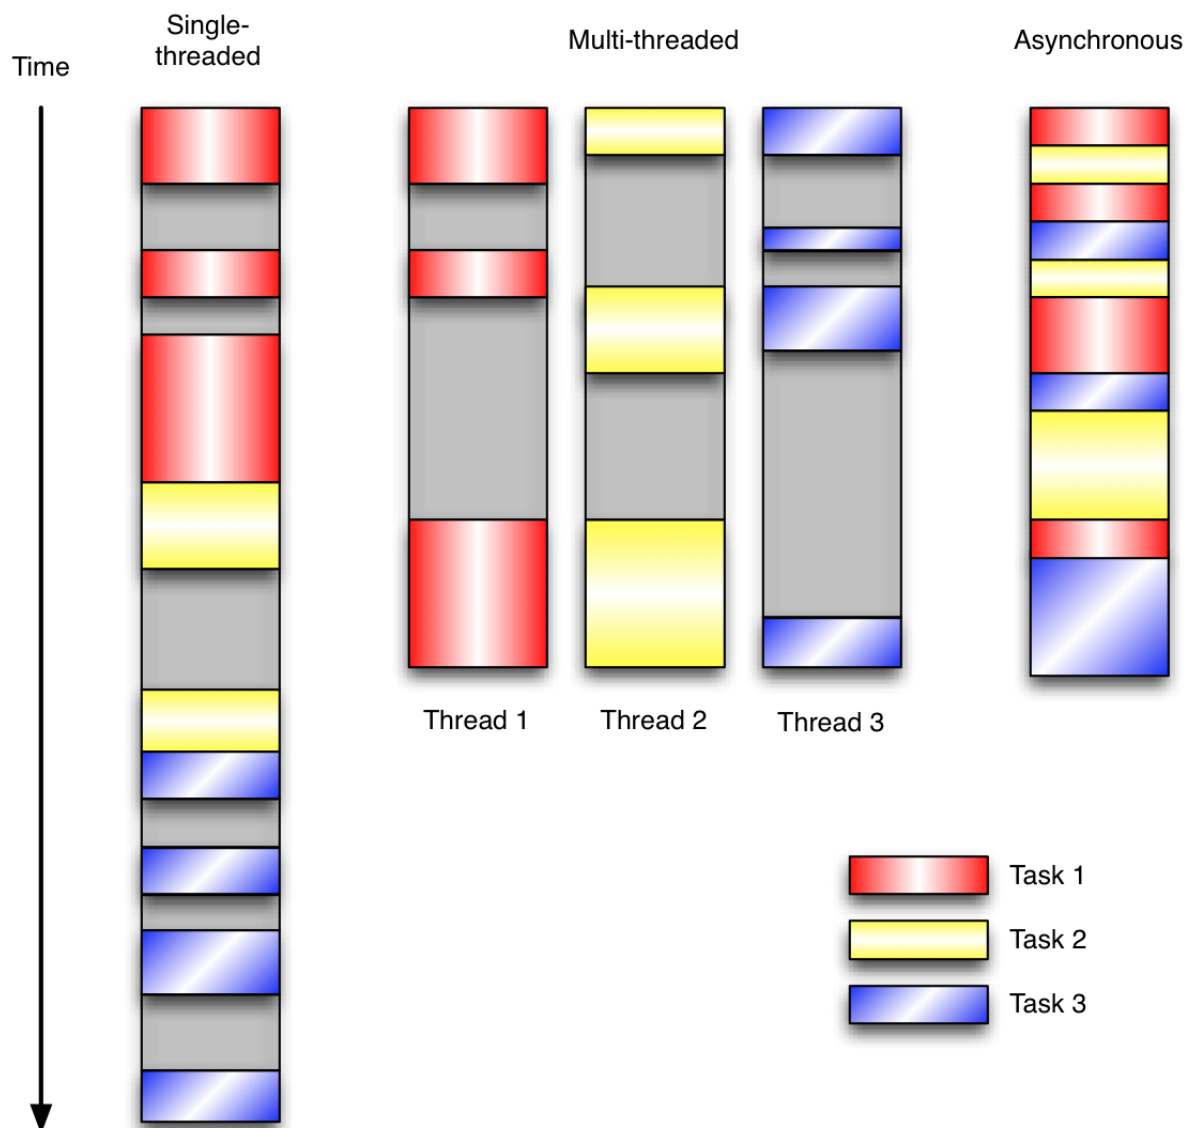 Time
Single-
threaded
Multi-threaded
Asynchronous
Thread 1
Thread 2
Thread 3
Task 1
Task 2
Task 3